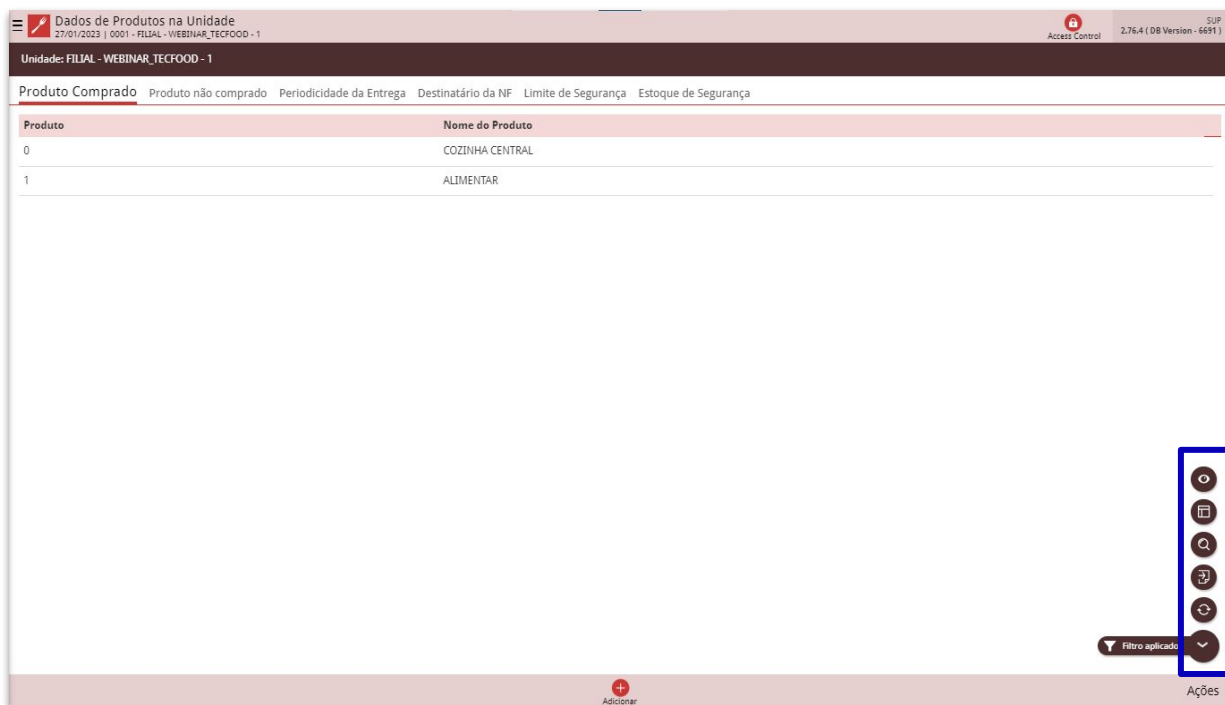 Dados de Produtos na Unidade
27/01/2023 | 0001 - FILIAL - WEBINAR_TECFOOD - 1
Access Control
SUP
2.76.4 ( DB Version - 6691 )
Unidade: FILIAL - WEBINAR_TECFOOD - 1
Produto Comprado Produto não comprado Periodicidade da Entrega Destinatário da NF Limite de Segurança Estoque de Segurança
Produto Nome do Produto
0 COZINHA CENTRAL
1 ALIMENTAR
Filtro aplicado
Adicionar
Ações